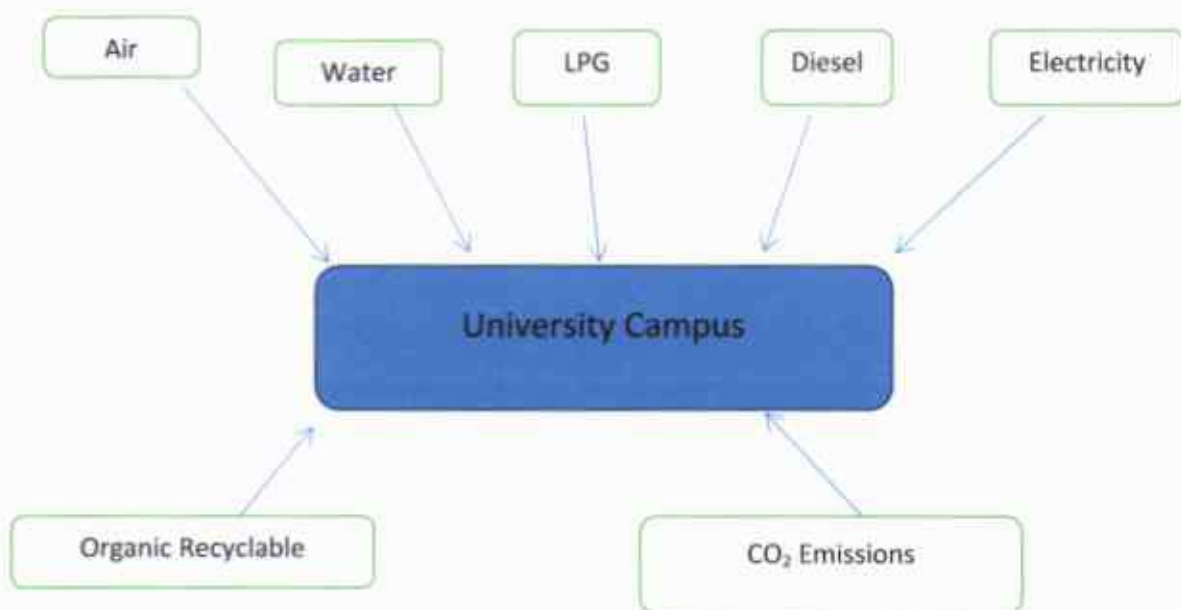 Air
Water
LPG
Diesel
Electricity
University Campus
Organic Recyclable
CO₂ Emissions